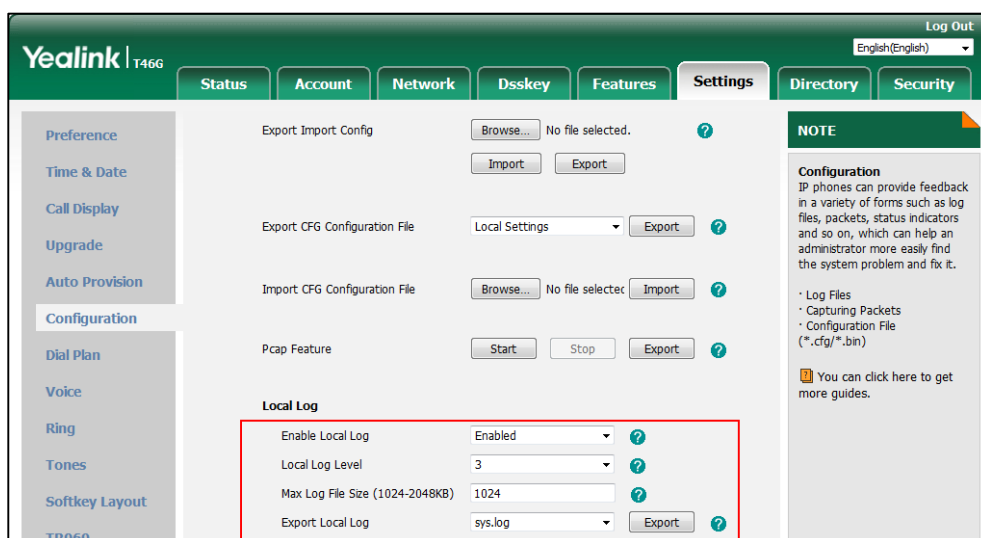 Log Out
Yealink | T46G
English(English)
Status
Account
Network
Dsskey
Features
Settings
Directory
Security
Preference
Time & Date
Call Display
Upgrade
Auto Provision
Configuration
Dial Plan
Voice
Ring
Tones
Softkey Layout
TR069
Export Import Config
Browse... No file selected.
Import
Export
Export CFG Configuration File
Local Settings
Export
Import CFG Configuration File
Browse... No file selectec
Import
Pcap Feature
Start
Stop
Export
Local Log
Enable Local Log
Enabled
Local Log Level
3
Max Log File Size (1024-2048KB)
1024
Export Local Log
sys.log
Export
NOTE
Configuration
IP phones can provide feedback
in a variety of forms such as log
files, packets, status indicators
and so on, which can help an
administrator more easily find
the system problem and fix it.
· Log Files
· Capturing Packets
· Configuration File
(*.cfg/*.bin)
You can click here to get
more guides.